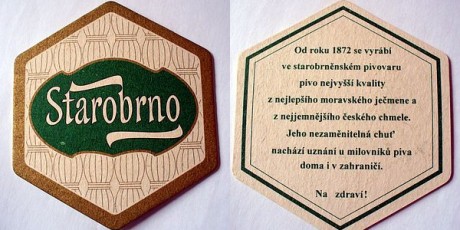 Starobrno
Od roku 1872 se vyrábí
ve starobrněnském pivovaru
pivo nejvyšší kvality
z nejlepšího moravského ječmene a
z nejjemnějšího českého chmele.
Jeho nezaměnitelná chuť
nachází uznání u milovníků piva
doma i v zahraničí.
Na zdraví!